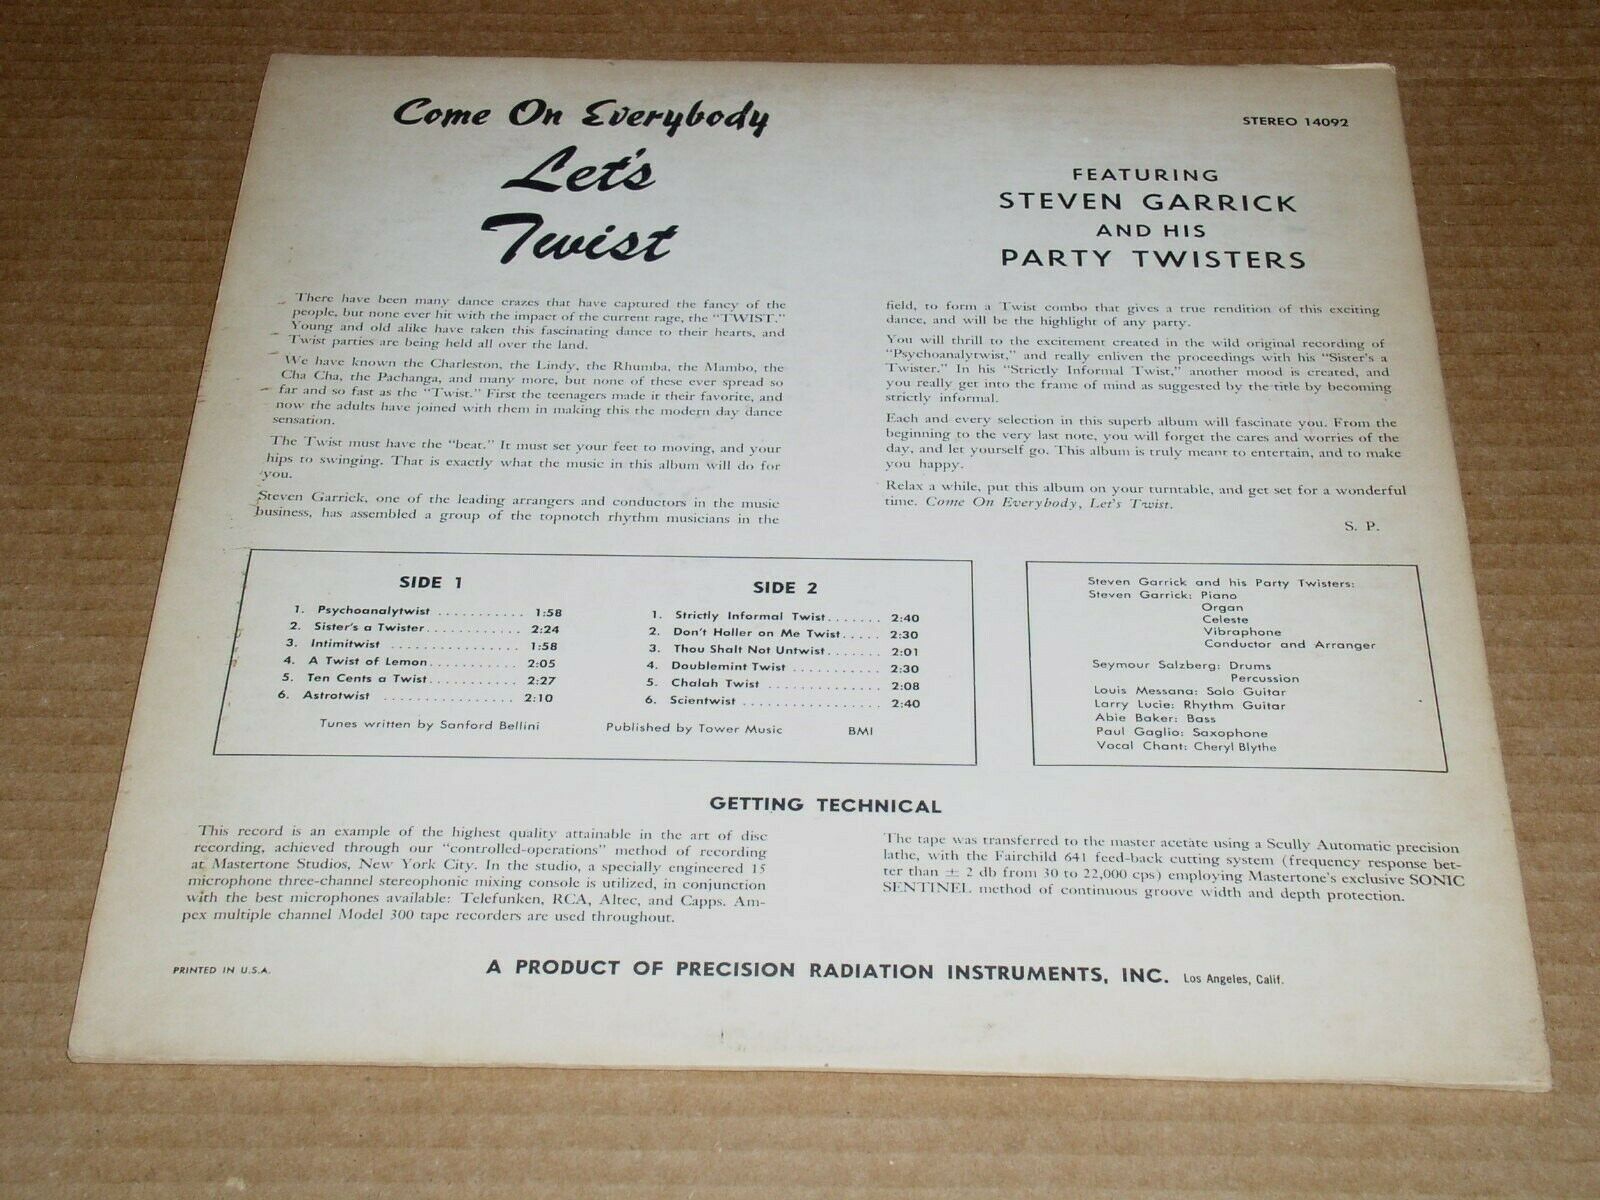 Come On Everybody
Let's
Twist
STEREO 14092
FEATURING
STEVEN GARRICK
AND HIS
PARTY TWISTERS
There have been many dance crazes that have captured the fancy of the
people, but none ever hit with the impact of the current rage, the "TWIST."
Young and old alike have taken this fascinating dance to their hearts, and
Twist parties are being held all over the land.
We have known the Charleston, the Lindy, the Rhumba, the Mambo, the
Cha Cha, the Pachanga, and many more, but none of these ever spread so
far and so fast as the "Twist." First the teenagers made it their favorite, and
now the adults have joined with them in making this the modern day dance
sensation.
The Twist must have the "beat." It must set your feet to moving, and your
hips to swinging. That is exactly what the music in this album will do for
you.
Steven Garrick, one of the leading arrangers and conductors in the music
business, has assembled a group of the topnotch rhythm musicians in the
field, to form a Twist combo that gives a true rendition of this exciting
dance, and will be the highlight of any party.
You will thrill to the excitement created in the wild original recording of
"Psychoanalytwist," and really enliven the proceedings with his "Sister's a
Twister." In his "Strictly Informal Twist," another mood is created, and
you really get into the frame of mind as suggested by the title by becoming
strictly informal.
Each and every selection in this superb album will fascinate you. From the
beginning to the very last note, you will forget the cares and worries of the
day, and let yourself go. This album is truly meant to entertain, and to make
you happy.
Relax a while, put this album on your turntable, and get set for a wonderful
time. Come On Everybody, Let's Twist.
S. P.
SIDE 1
1. Psychoanalytwist ........... 1:58
2. Sister's a Twister ............ 2:24
3. Intimitwist ................ 1:58
4. A Twist of Lemon ........... 2:05
5. Ten Cents a Twist ............ 2:27
6. Astrotwist ................ 2:10
Tunes written by Sanford Bellini
SIDE 2
1. Strictly Informal Twist ....... 2:40
2. Don't Holler on Me Twist ..... 2:30
3. Thou Shalt Not Untwist ....... 2:01
4. Doublemint Twist ........... 2:30
5. Chalah Twist .............. 2:08
6. Scientwist ................. 2:40
Published by Tower Music BMI
Steven Garrick and his Party Twisters:
Steven Garrick: Piano
Organ
Celeste
Vibraphone
Conductor and Arranger
Seymour Salzberg: Drums
Percussion
Louis Messana: Solo Guitar
Larry Lucie: Rhythm Guitar
Abie Baker: Bass
Paul Gaglio: Saxophone
Vocal Chant: Cheryl Blythe
GETTING TECHNICAL
This record is an example of the highest quality attainable in the art of disc
recording, achieved through our "controlled-operations" method of recording
at Mastertone Studios, New York City. In the studio, a specially engineered 15
microphone three-channel stereophonic mixing console is utilized, in conjunction
with the best microphones available: Telefunken, RCA, Altec, and Capps. Am-
pex multiple channel Model 300 tape recorders are used throughout.
The tape was transferred to the master acetate using a Scully Automatic precision
lathe, with the Fairchild 641 feed-back cutting system (frequency response bet-
ter than ± 2 db from 30 to 22,000 cps) employing Mastertone's exclusive SONIC
SENTINEL method of continuous groove width and depth protection.
PRINTED IN U.S.A.
A PRODUCT OF PRECISION RADIATION INSTRUMENTS, INC. Los Angeles, Calif.